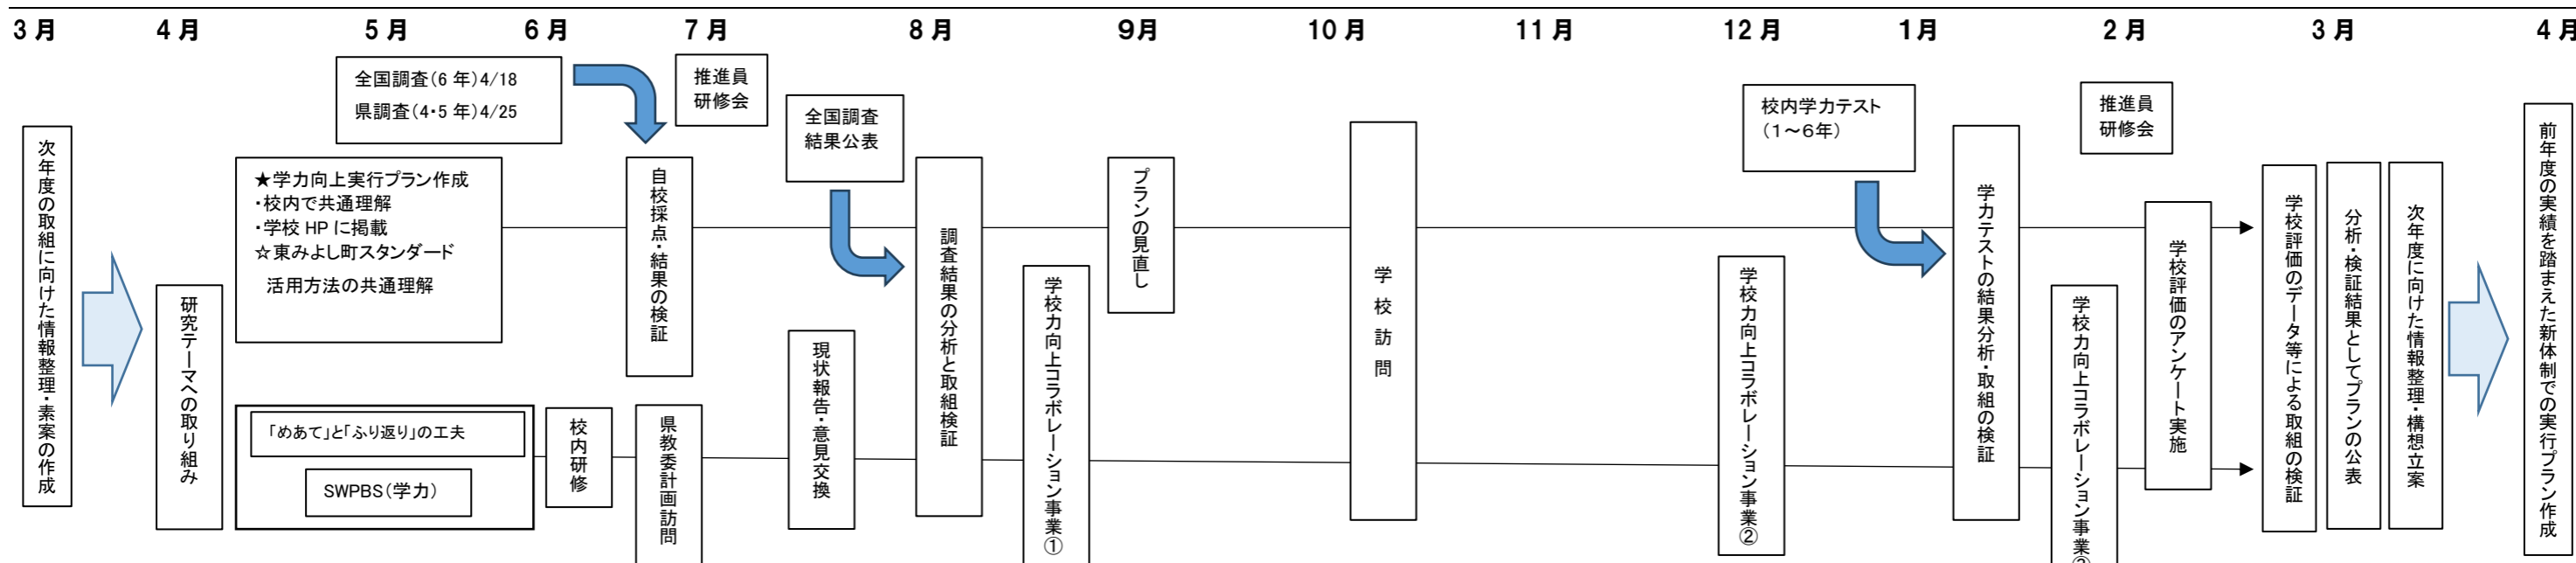 3月
4月
5月
6月
7月
8月
9月
10月
11月
12月
1月
2月
3月
4月
次年度の取組に向けた情報整理・素案の作成
研究テーマへの取り組み
全国調査(6年)4/18
県調査(4・5年)4/25
★学力向上実行プラン作成
・校内で共通理解
・学校HPに掲載
☆東みよし町スタンダード
活用方法の共通理解
「めあて」と「ふり返り」の工夫
SWPBS(学力)
校内研修
推進員
研修会
自校採点・結果の検証
県教委計画訪問
全国調査
結果公表
現状報告・意見交換
調査結果の分析と取組検証
学校力向上コラボレーション事業①
プランの見直し
学校訪問
学校力向上コラボレーション事業②
校内学力テスト
(1～6年)
学力テストの結果分析・取組の検証
推進員
研修会
学校力向上コラボレーション事業
学校評価のアンケート実施
学校評価のデータ等による取組の検証
分析・検証結果としてプランの公表
次年度に向けた情報整理・構想立案
前年度の実績を踏まえた新体制での実行プラン作成